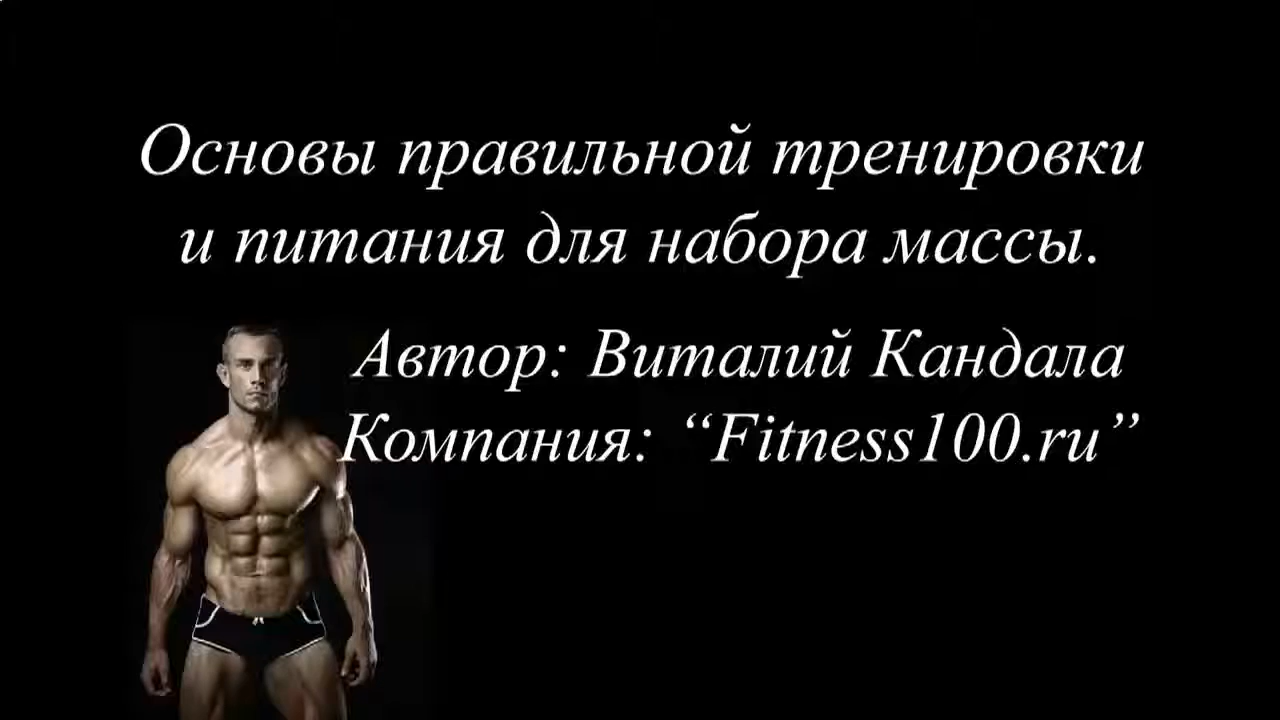 Основы правильной тренировки
и питания для набора массы.
Автор: Виталий Кандала
Компания: “Fitness100.ru”